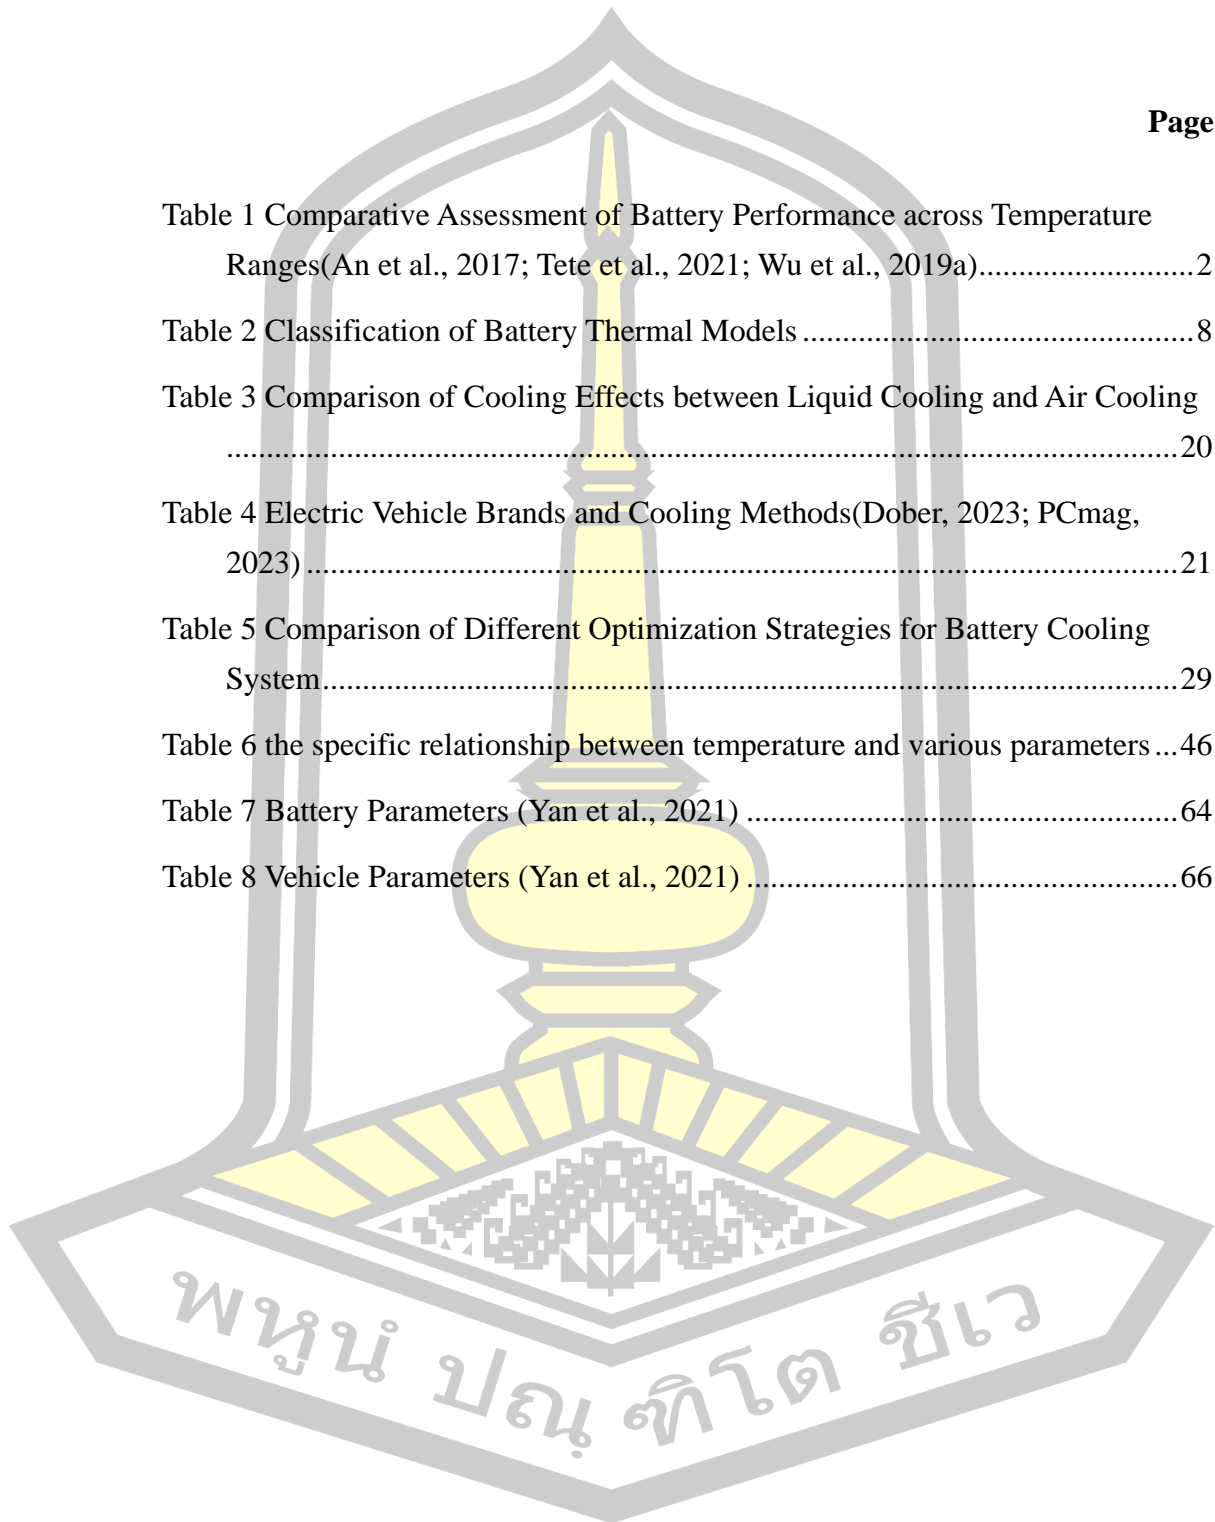 Page
Table 1 Comparative Assessment of Battery Performance across Temperature
Ranges(An et al., 2017; Tete et al., 2021; Wu et al., 2019a)..............................2
Table 2 Classification of Battery Thermal Models ......................................................8
Table 3 Comparison of Cooling Effects between Liquid Cooling and Air Cooling
....................................................................................................................................20
Table 4 Electric Vehicle Brands and Cooling Methods(Dober, 2023; PCmag,
2023) .........................................................................................................................21
Table 5 Comparison of Different Optimization Strategies for Battery Cooling
System.......................................................................................................................29
Table 6 the specific relationship between temperature and various parameters ...46
Table 7 Battery Parameters (Yan et al., 2021) ............................................................64
Table 8 Vehicle Parameters (Yan et al., 2021) ............................................................66
พหูนํ ปณฺฑิโต ชีเว